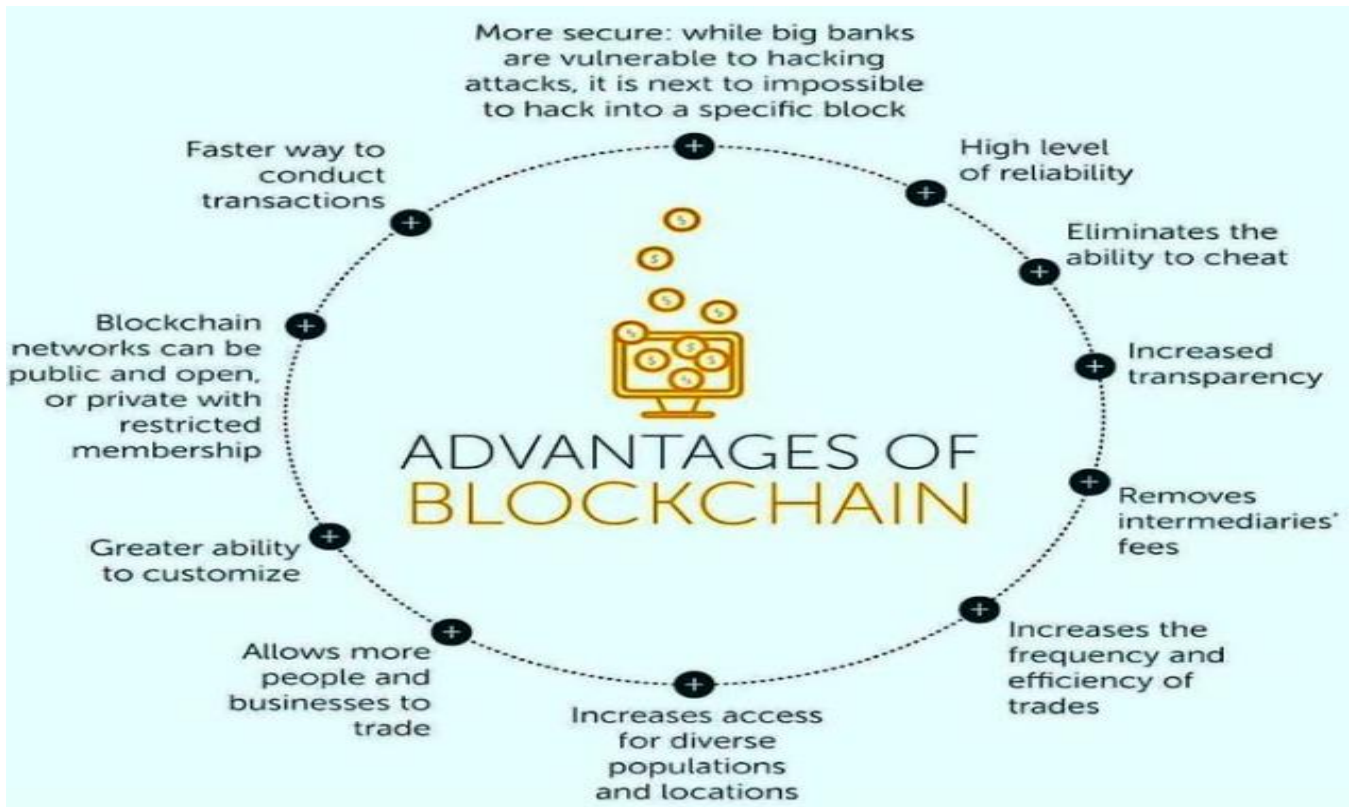 More secure: while big banks
are vulnerable to hacking
attacks, it is next to impossible
to hack into a specific block
High level
of reliability
Eliminates the
ability to cheat
Increased
transparency
Removes
intermediaries'
fees
Increases the
frequency and
efficiency of
trades
Increases access
for diverse
populations
and locations
Allows more
people and
businesses to
trade
Greater ability
to customize
Blockchain
networks can be
public and open,
or private with
restricted
membership
Faster way to
conduct
transactions
ADVANTAGES OF
BLOCKCHAIN